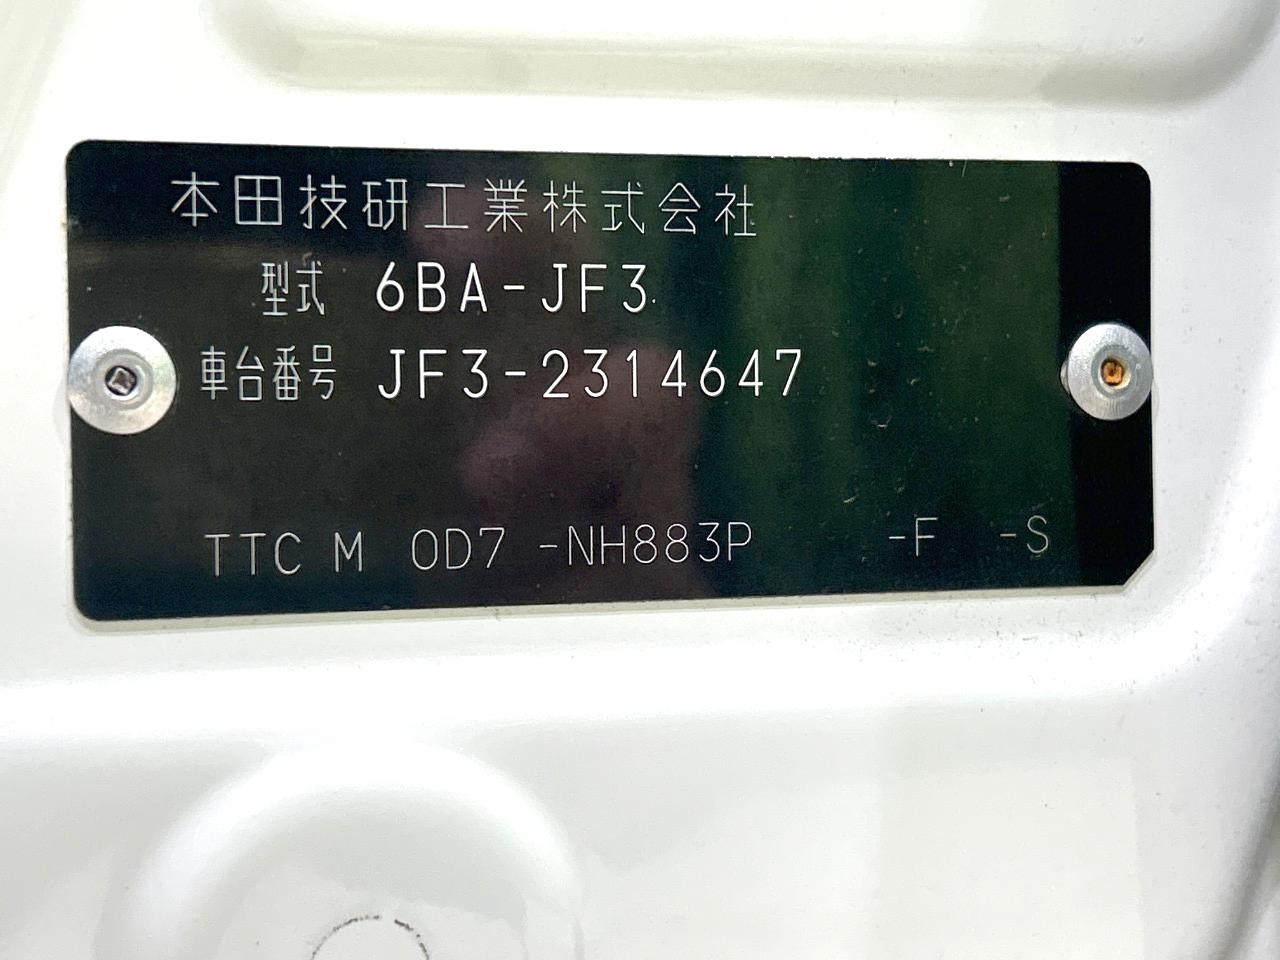 本田技研工業株式会社
型式 6BA-JF3
車台番号 JF3-2314647
TTC M 0D7 -NH883P -F -S